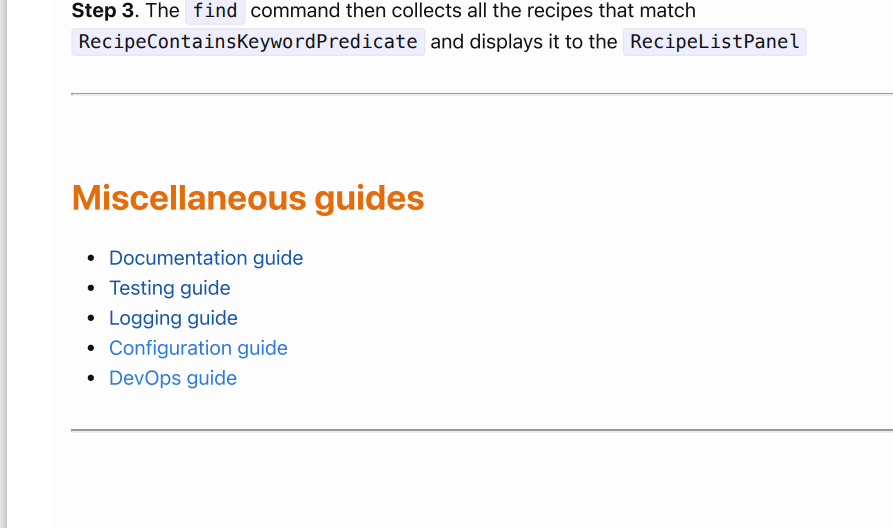 Step 3. The find command then collects all the recipes that match
RecipeContainsKeywordPredicate and displays it to the RecipeListPanel
Miscellaneous guides
Documentation guide
Testing guide
Logging guide
Configuration guide
DevOps guide